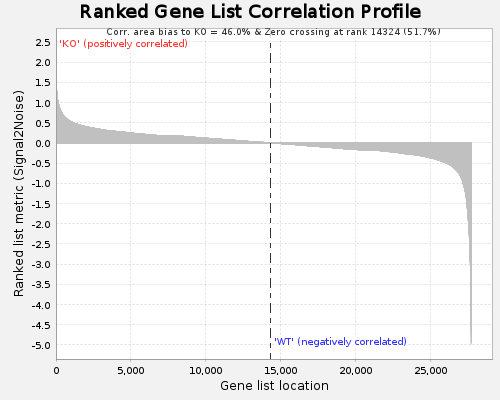 Ranked Gene List Correlation Profile
Corr. area bias to KO = 46.0% & Zero crossing at rank 14324 (51.7%)
'KO' (positively correlated)
2.5
2.0
1.5
1.0
0.5
0.0
-0.5
-1.0
-1.5
-2.0
-2.5
-3.0
-3.5
-4.0
-4.5
-5.0
Ranked list metric (Signal2Noise)
'WT' (negatively correlated)
0 5,000 10,000 15,000 20,000 25,000
Gene list location